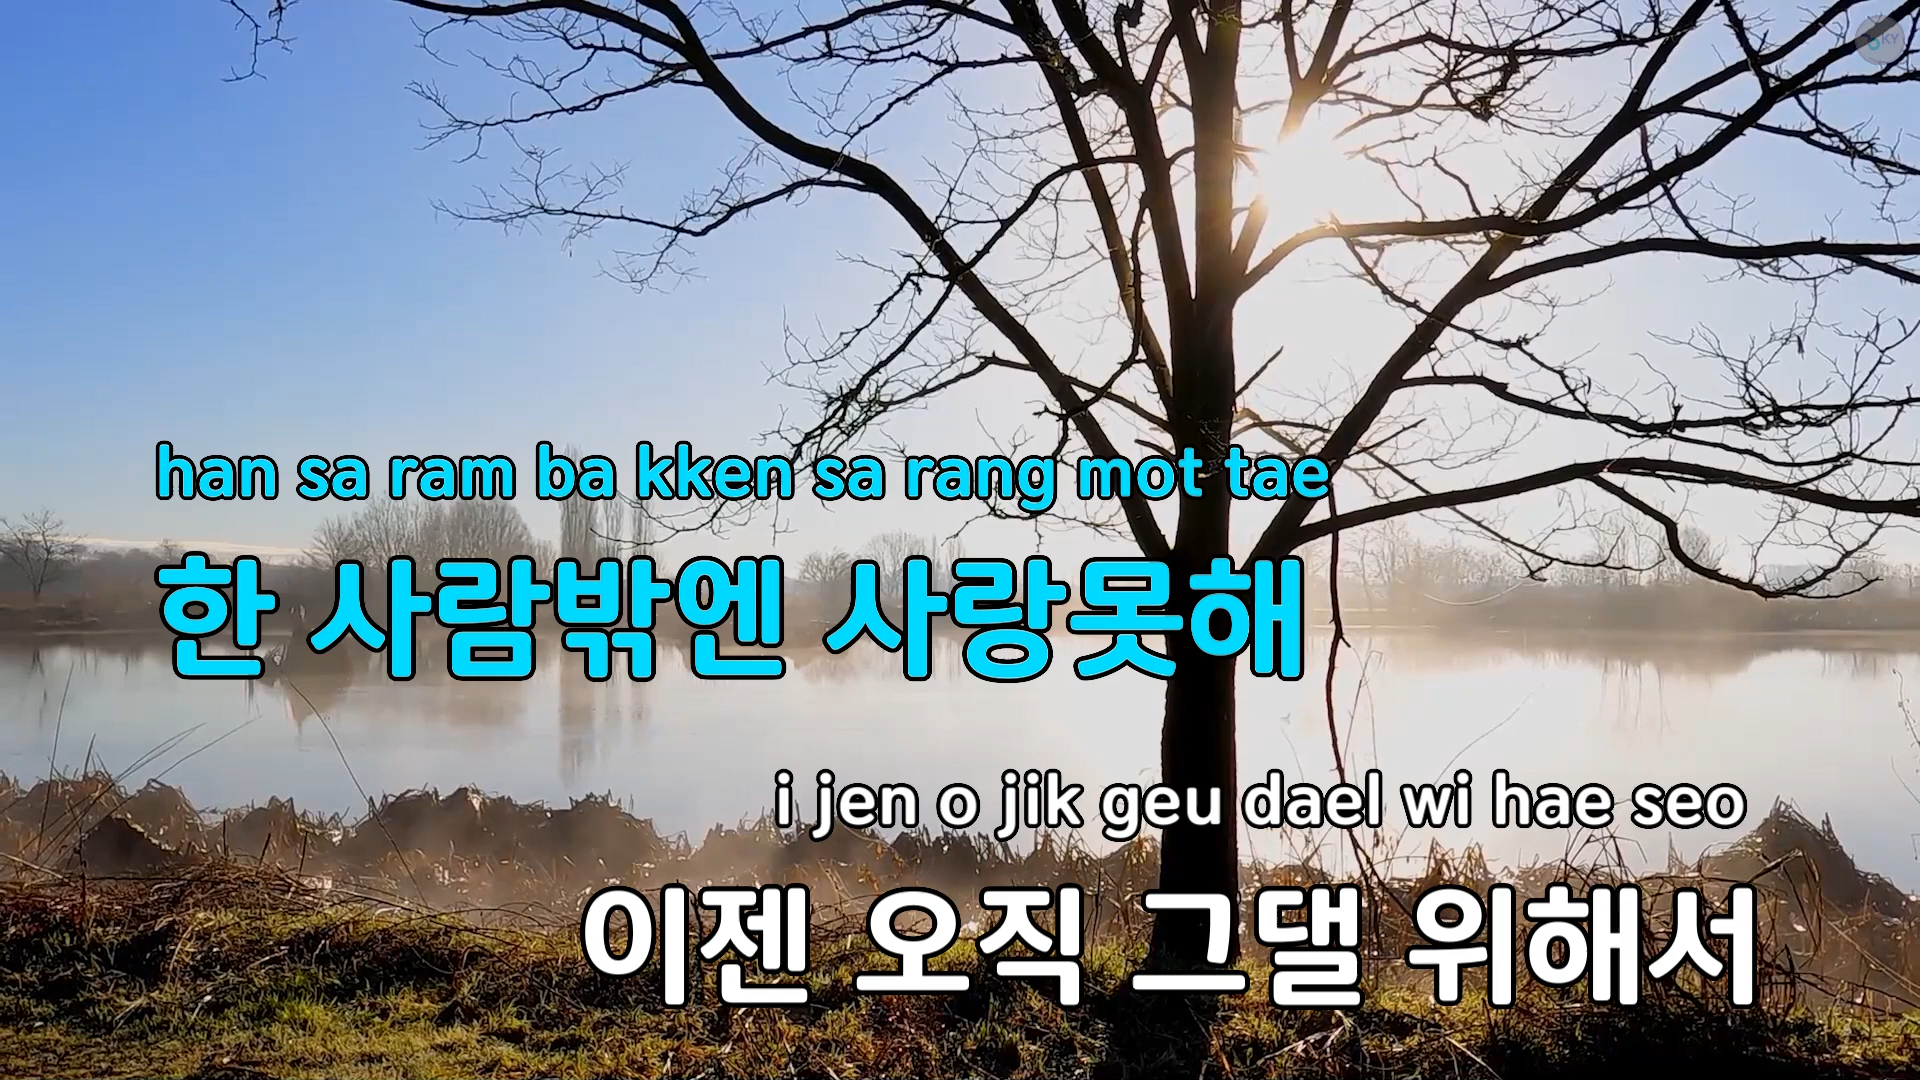 KY
han sa ram ba kken sa rang mot tae
한 사람밖엔 사랑못해
i jen o jik geu dael wi hae seo
이젠 오직 그댈 위해서